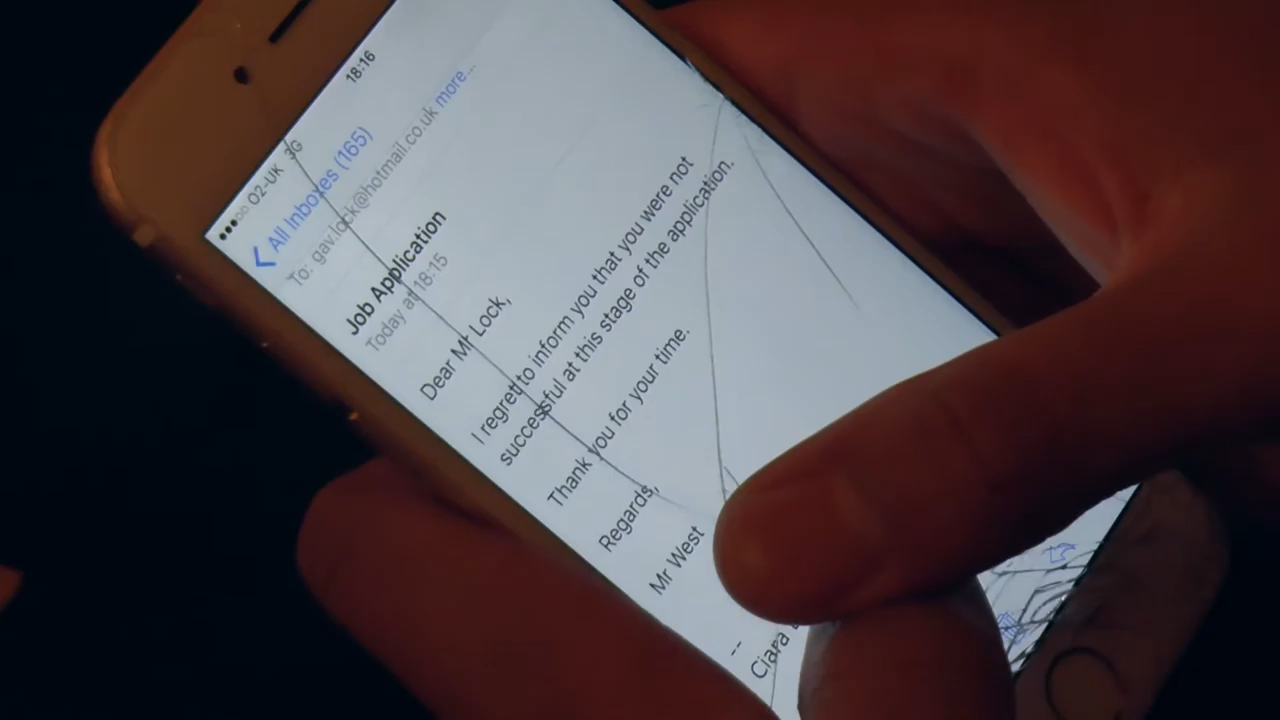 ●●●○○ O2-UK 3G 18:16
All Inboxes (165)
To: gav.lock@hotmail.co.uk more...
Job Application
Today at 18:15
Dear Mr Lock,
I regret to inform you that you were not
successful at this stage of the application.
Thank you for your time.
Regards,
Mr West
--
Ciara